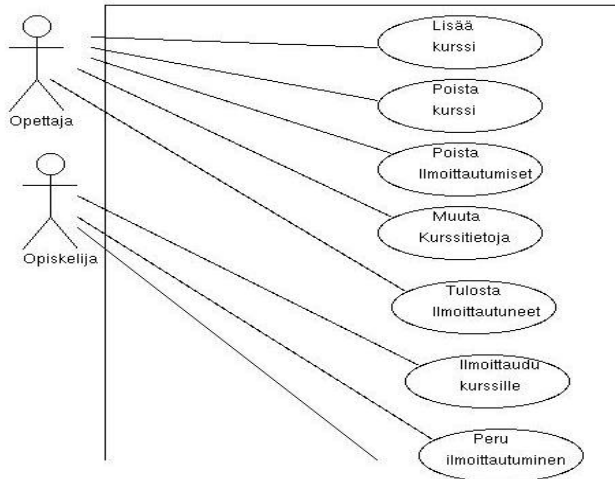 Lisää
kurssi
Opettaja
Poista
kurssi
Poista
Ilmoittautumiset
Muuta
Kurssitietoja
Opiskelija
Tulosta
Ilmoittautuneet
Ilmoittaudu
kurssille
Peru
ilmoittautuminen